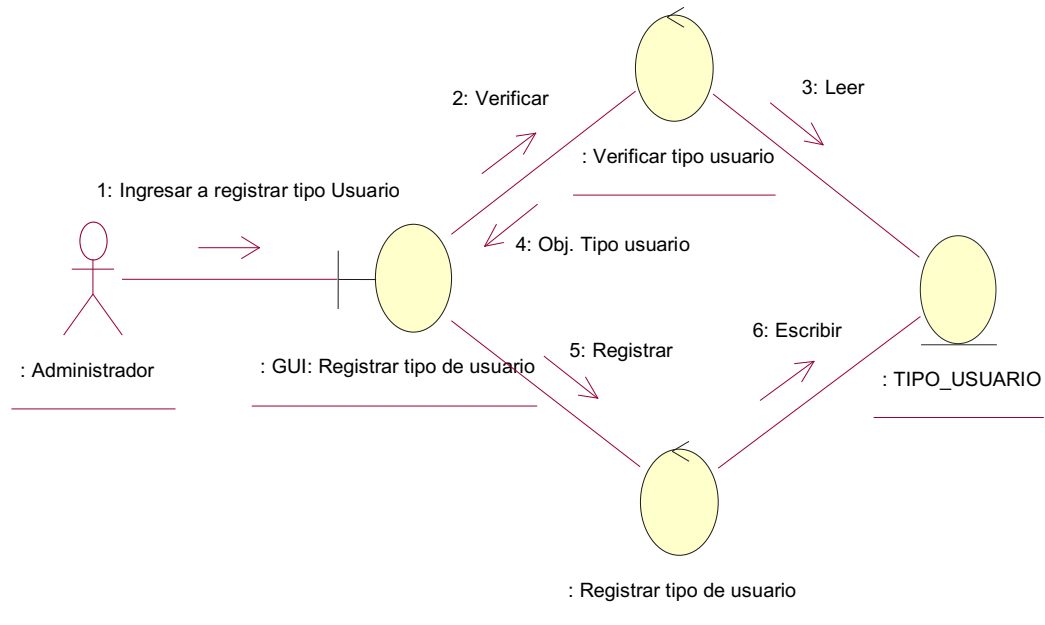 3: Leer
2: Verificar
: Verificar tipo usuario
1: Ingresar a registrar tipo Usuario
4: Obj. Tipo usuario
6: Escribir
5: Registrar
: Administrador
: GUI: Registrar tipo de usuario
: TIPO_USUARIO
: Registrar tipo de usuario